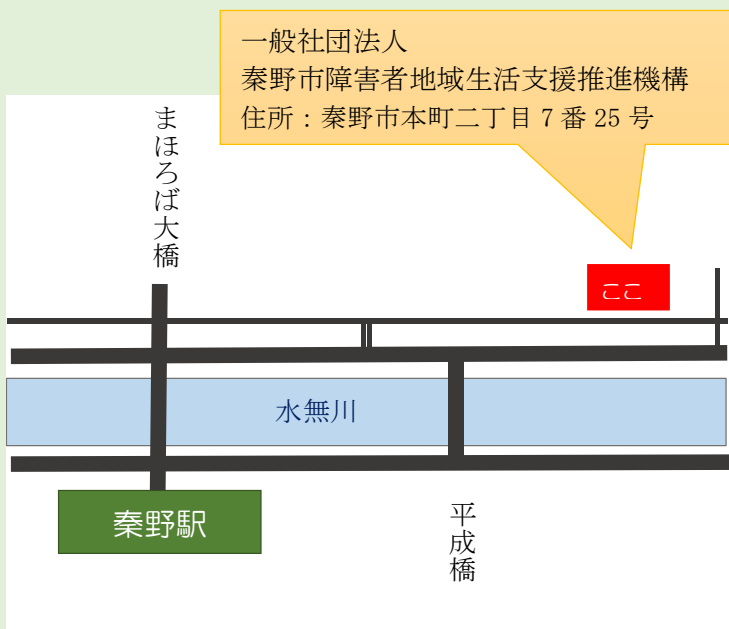 一般社団法人
秦野市障害者地域生活支援推進機構
住所：秦野市本町二丁目 7 番 25 号
まほろば大橋
ここ
水無川
秦野駅
平成橋